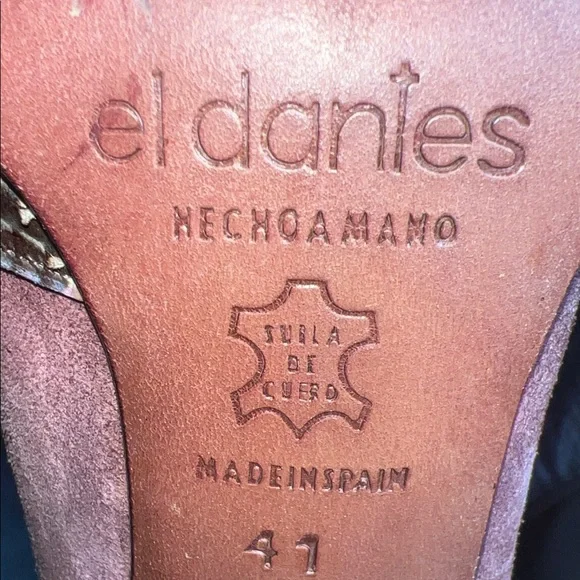 el dantes
HECHOAMANO
SUELA
DE
CUERO
MADEINSPAIN
41